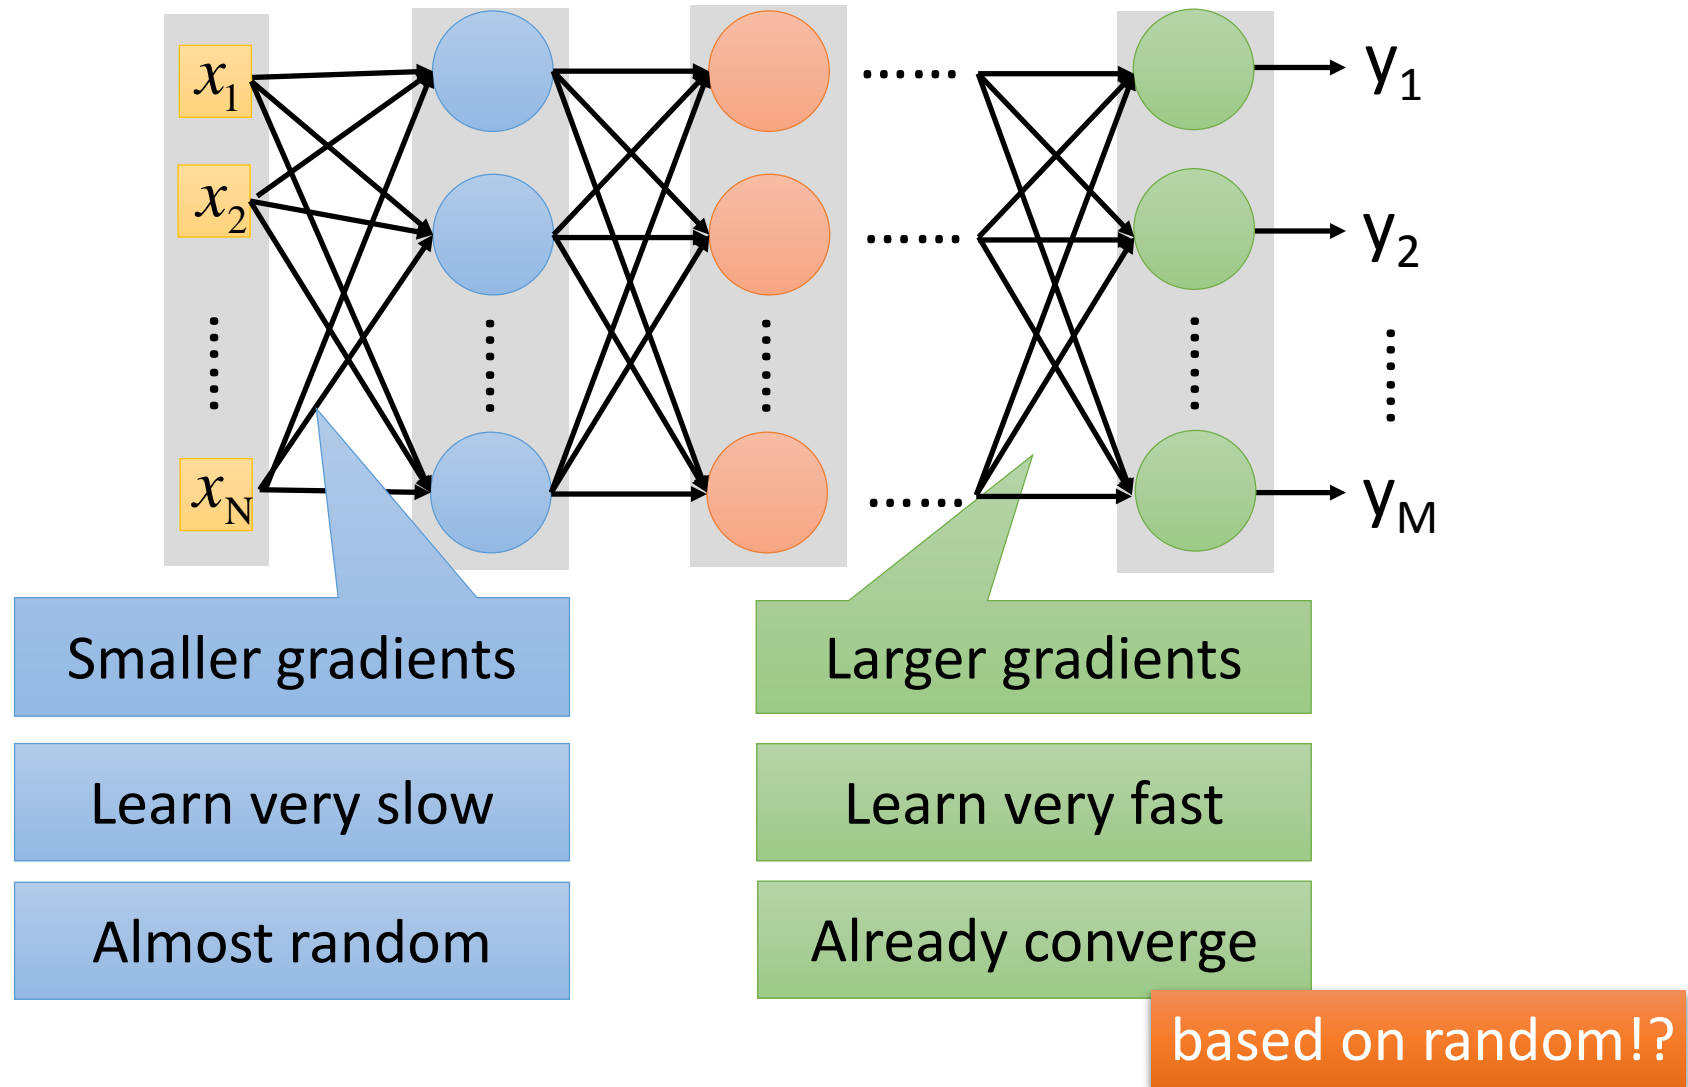 x1
y1
x2
y2
xN
yM
Smaller gradients
Larger gradients
Learn very slow
Learn very fast
Almost random
Already converge
based on random!?